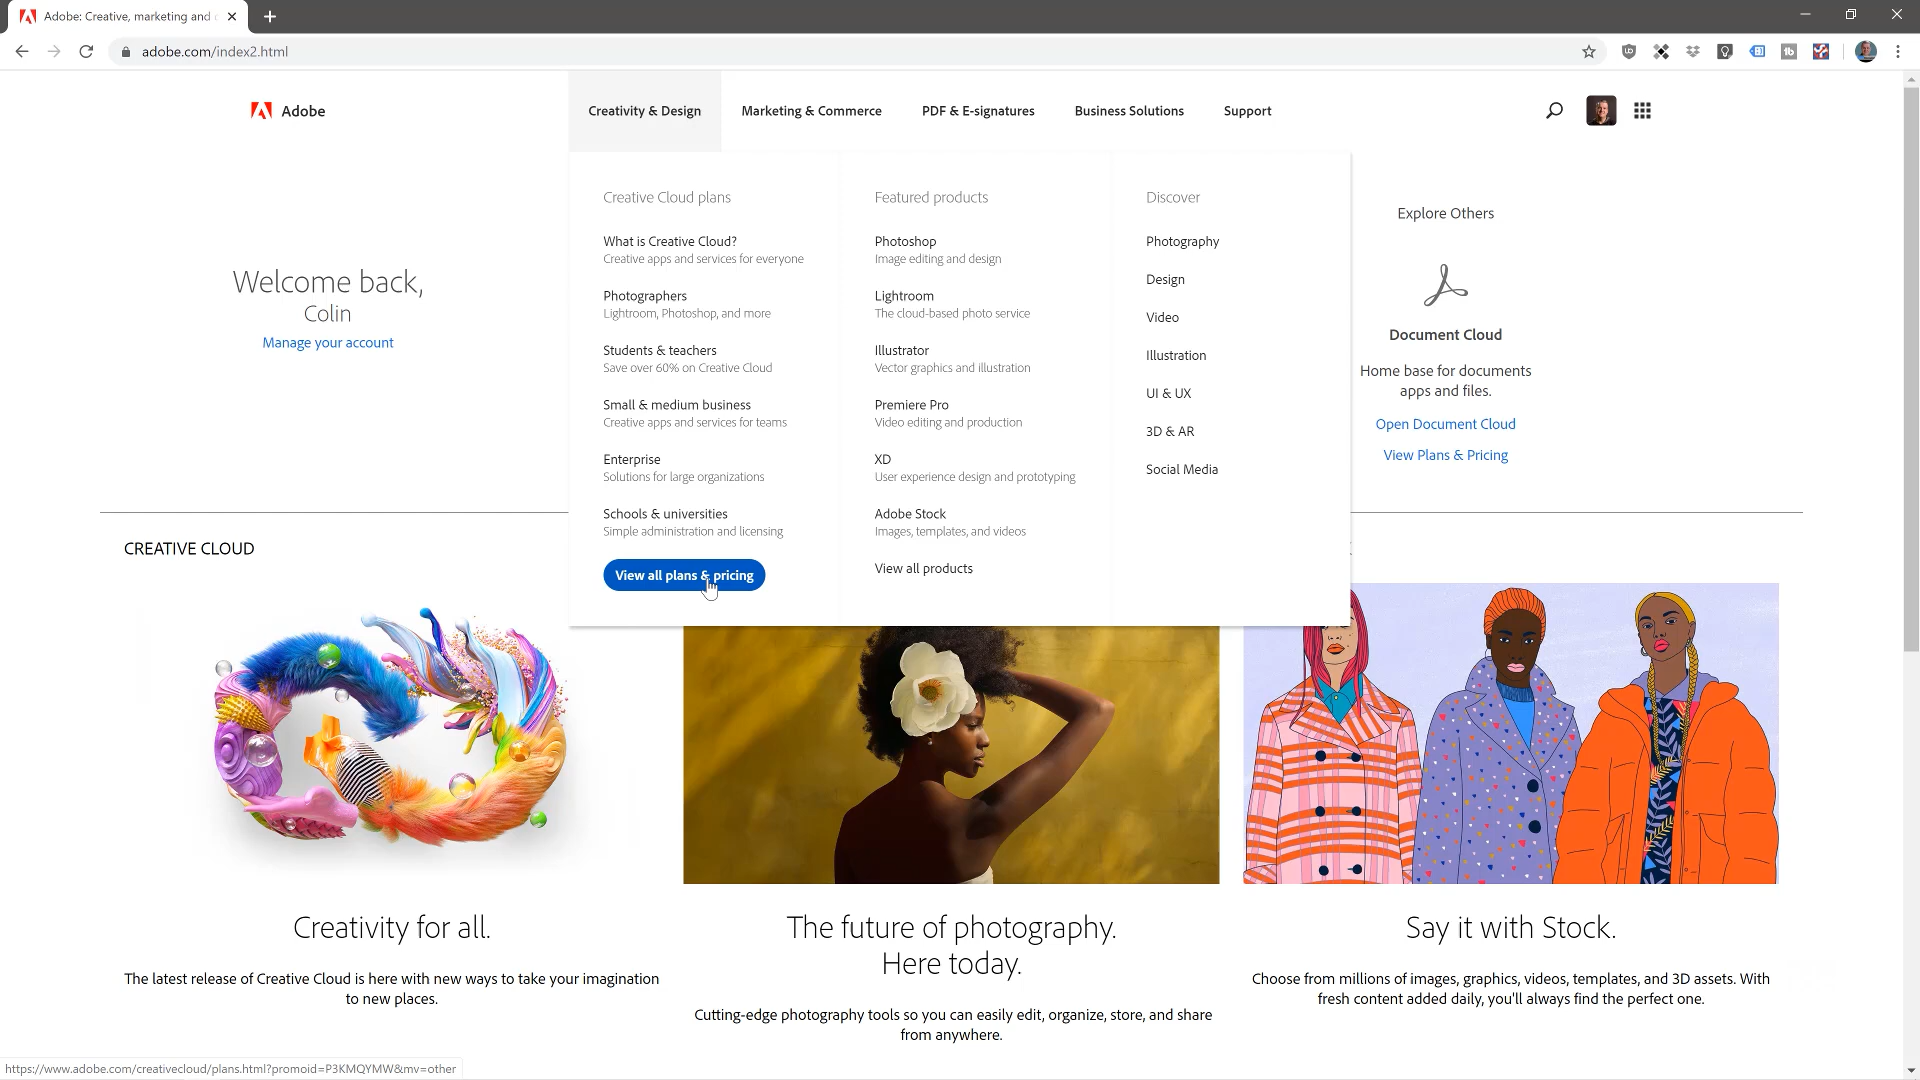 Adobe: Creative, marketing and
adobe.com/index2.html
Adobe
Creativity & Design
Marketing & Commerce
PDF & E-signatures
Business Solutions
Support
Welcome back,
Colin
Manage your account
Creative Cloud plans
What is Creative Cloud?
Creative apps and services for everyone
Photographers
Lightroom, Photoshop, and more
Students & teachers
Save over 60% on Creative Cloud
Small & medium business
Creative apps and services for teams
Enterprise
Solutions for large organizations
Schools & universities
Simple administration and licensing
View all plans & pricing
Featured products
Photoshop
Image editing and design
Lightroom
The cloud-based photo service
Illustrator
Vector graphics and illustration
Premiere Pro
Video editing and production
XD
User experience design and prototyping
Adobe Stock
Images, templates, and videos
View all products
Discover
Photography
Design
Video
Illustration
UI & UX
3D & AR
Social Media
Explore Others
Document Cloud
Home base for documents
apps and files.
Open Document Cloud
View Plans & Pricing
CREATIVE CLOUD
Creativity for all.
The latest release of Creative Cloud is here with new ways to take your imagination
to new places.
The future of photography.
Here today.
Cutting-edge photography tools so you can easily edit, organize, store, and share
from anywhere.
Say it with Stock.
Choose from millions of images, graphics, videos, templates, and 3D assets. With
fresh content added daily, you'll always find the perfect one.
https://www.adobe.com/creativecloud/plans.html?promoid=P3KMQYMW&mv=other